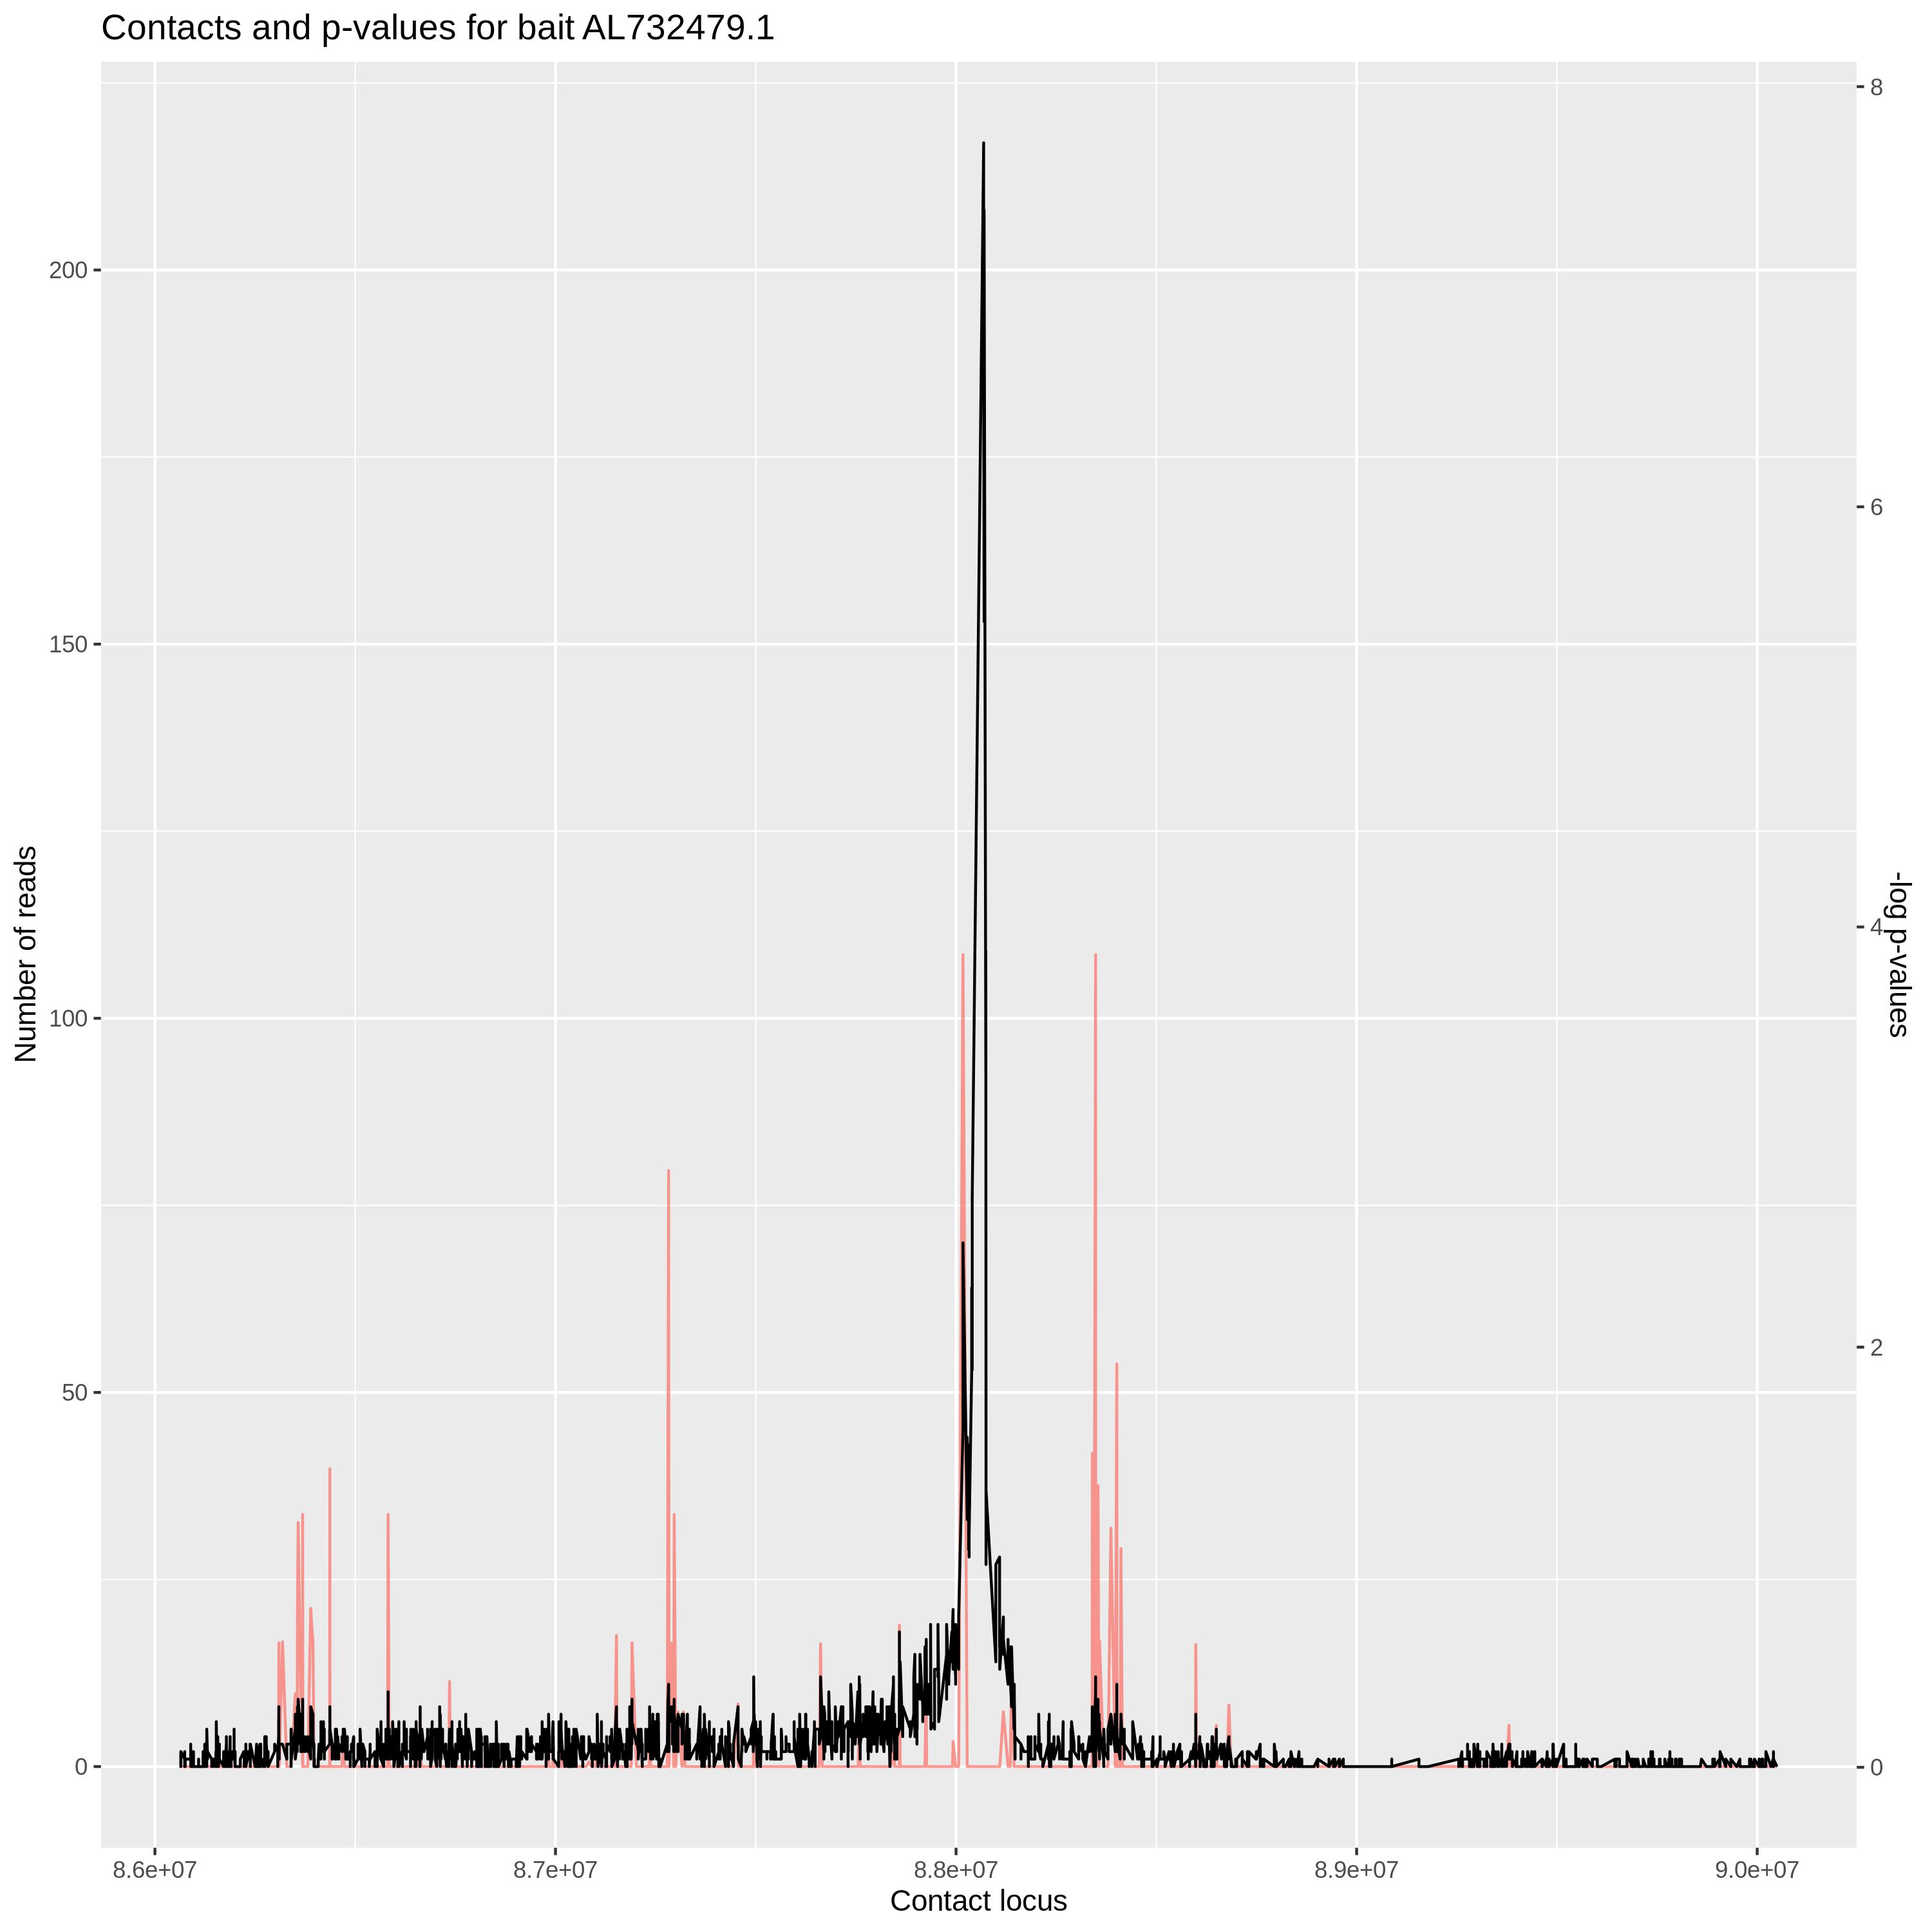 Contacts and p-values for bait AL732479.1
8
200
6
150
Number of reads
-log p-values
4
100
2
50
0
0
8.6e+07
8.7e+07
8.8e+07
8.9e+07
9.0e+07
Contact locus